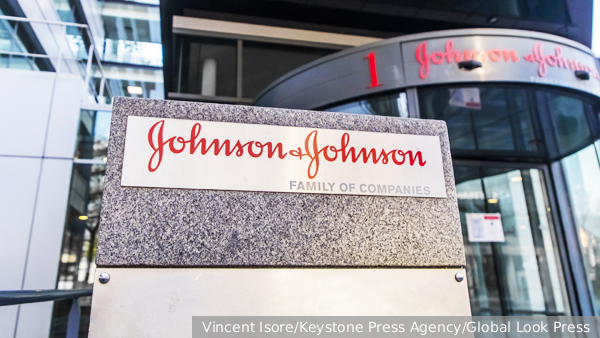 1
Johnson & Johnson
Johnson & Johnson
FAMILY OF COMPANIES
Vincent Isore/Keystone Press Agency/Global Look Press